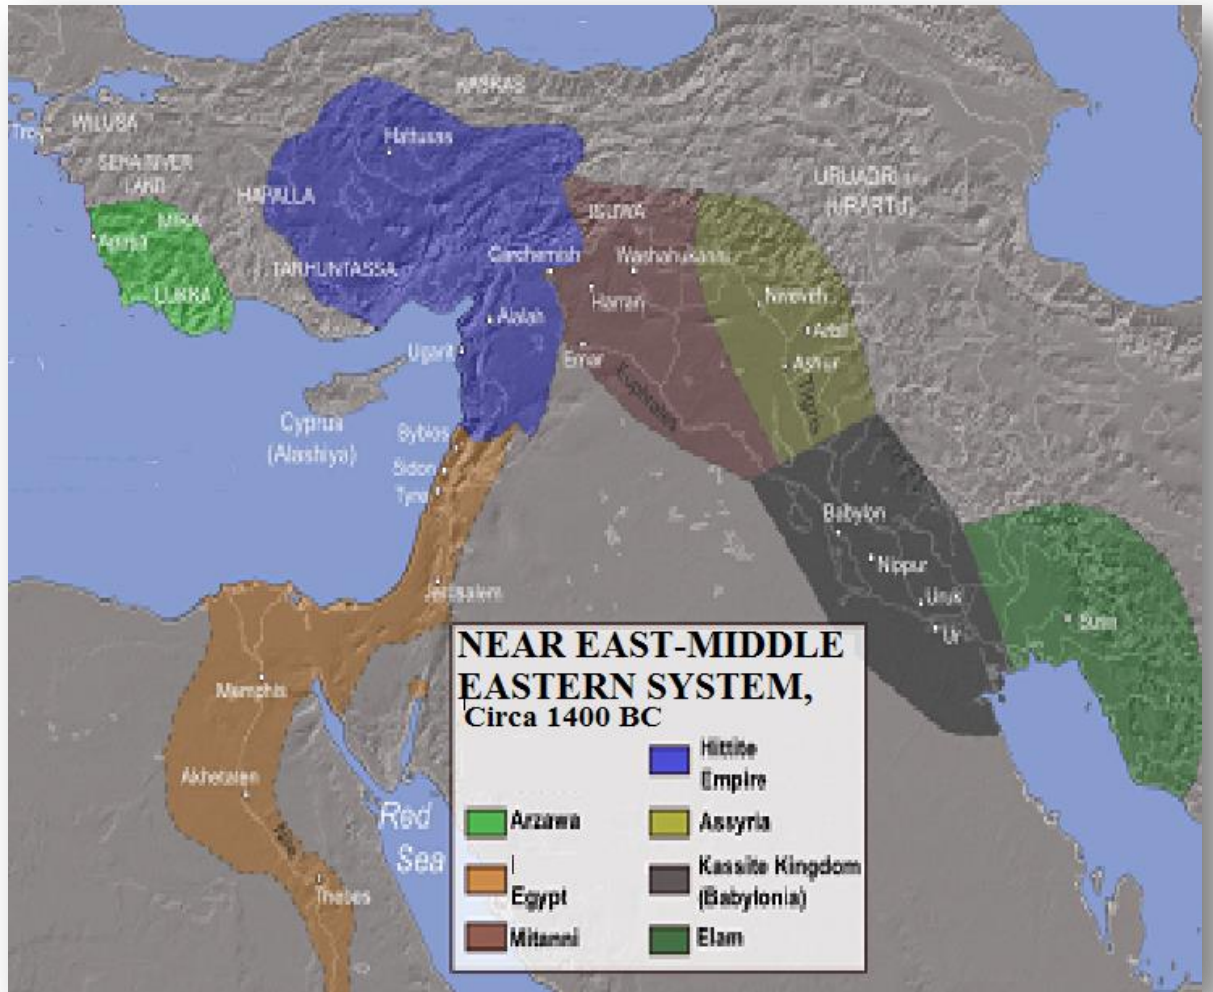 KASKAS
WILUSA
Troy
Hattusas
SEHA RIVER
LAND
HAPALLA
URUADRI
(URARTU)
MIRA
ISUWA
Apasa
TARHUNTASSA
Carchemish
Washshukanni
LUKKA
Harran
Nineveh
Alalah
Arbil
Ugarit
Emar
Ashur
Euphrates
Tigris
Cyprus
(Alashiya)
Byblos
Sidon
Tyre
Babylon
Nippur
Jerusalem
Uruk
Ur
Susa
Memphis
Akhetaten
Nile
Thebes
Red
Sea
NEAR EAST-MIDDLE
EASTERN SYSTEM,
Circa 1400 BC
Hittite
Empire
Arzawa
Assyria
Egypt
Kassite Kingdom
(Babylonia)
Mitanni
Elam